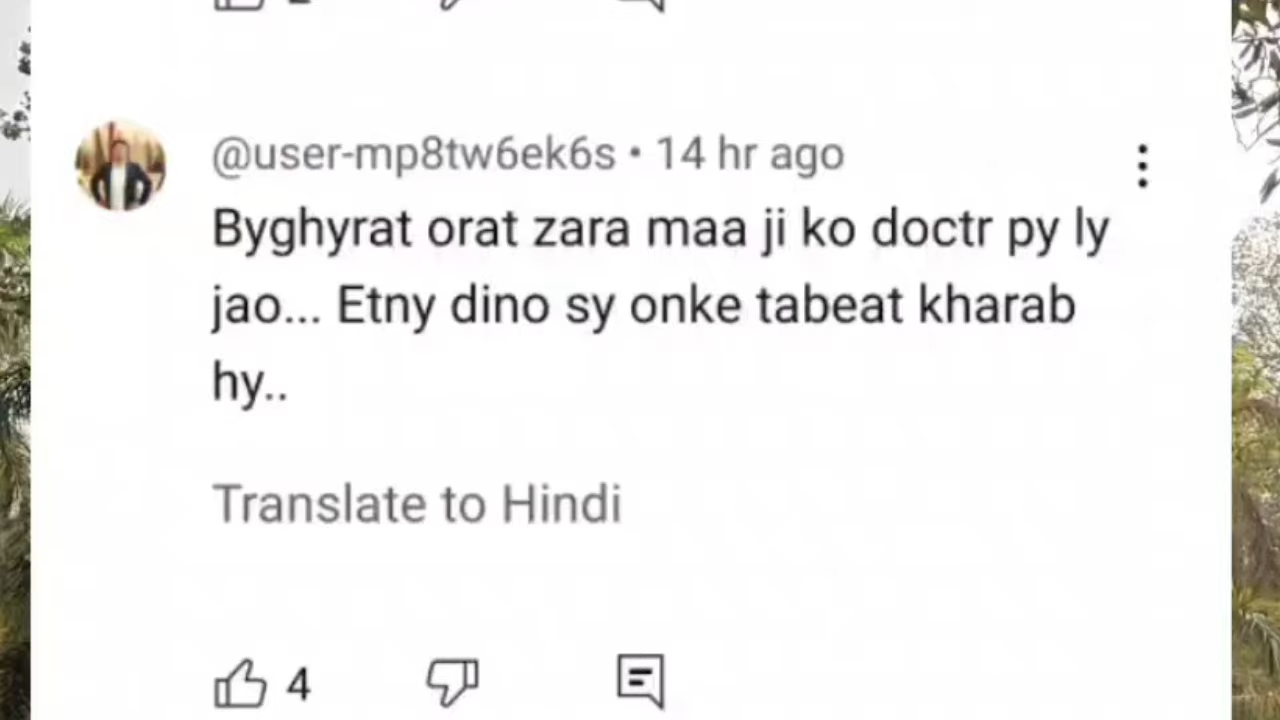 @user-mp8tw6ek6s • 14 hr ago
Byghyrat orat zara maa ji ko doctr py ly
jao... Etny dino sy onke tabeat kharab
hy..
Translate to Hindi
4